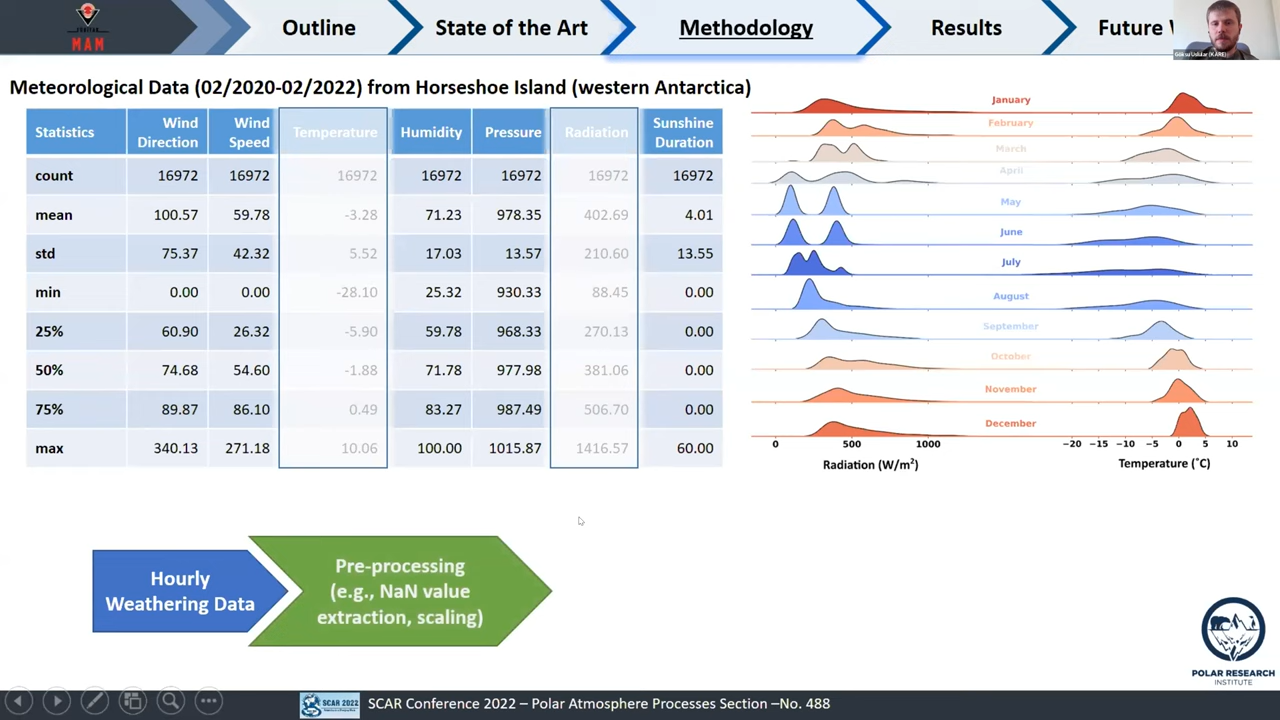 Outline
State of the Art
Methodology
Results
Future
MAM
Meteorological Data (02/2020-02/2022) from Horseshoe Island (western Antarctica)
Statistics Wind Direction Wind Speed Temperature Humidity Pressure Radiation Sunshine Duration
count 16972 16972 16972 16972 16972 16972 16972
mean 100.57 59.78 -3.28 71.23 978.35 402.69 4.01
std 75.37 42.32 5.52 17.03 13.57 210.60 13.55
min 0.00 0.00 -28.10 25.32 930.33 88.45 0.00
25% 60.90 26.32 -5.90 59.78 968.33 270.13 0.00
50% 74.68 54.60 -1.88 71.78 977.98 381.06 0.00
75% 89.87 86.10 0.49 83.27 987.49 506.70 0.00
max 340.13 271.18 10.06 100.00 1015.87 1416.57 60.00
January
February
March
April
May
June
July
August
September
October
November
December
0 500 1000
−20 −15 −10 −5 0 5 10
Radiation (W/m²)
Temperature (˚C)
Hourly
Weathering Data
Pre-processing
(e.g., NaN value
extraction, scaling)
POLAR RESEARCH
INSTITUTE
SCAR 2022
SCAR Conference 2022 – Polar Atmosphere Processes Section –No. 488